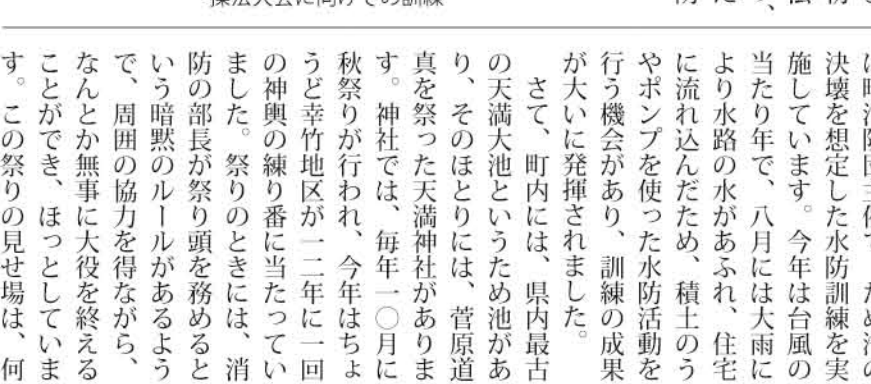 操法大会に向けての訓練
決壊を想定した水防訓練を実
施しています。今年は台風の
当たり年で、八月には大雨に
より水路の水があふれ、住宅
に流れ込んだため、積土のう
やポンプを使った水防活動を
行う機会があり、訓練の成果
が大いに発揮されました。
さて、町内には、県内最古
の天満大池というため池があ
り、そのほとりには、菅原道
真を祭った天満神社がありま
す。神社では、毎年一〇月に
秋祭りが行われ、今年はちょ
うど幸竹地区が一二年に一回
の神輿の練り番に当たってい
ました。祭りのときには、消
防の部長が祭り頭を務めると
いう暗黙のルールがあるよう
で、周囲の協力を得ながら、
なんとか無事に大役を終える
ことができ、ほっとしていま
す。この祭りの見せ場は、何